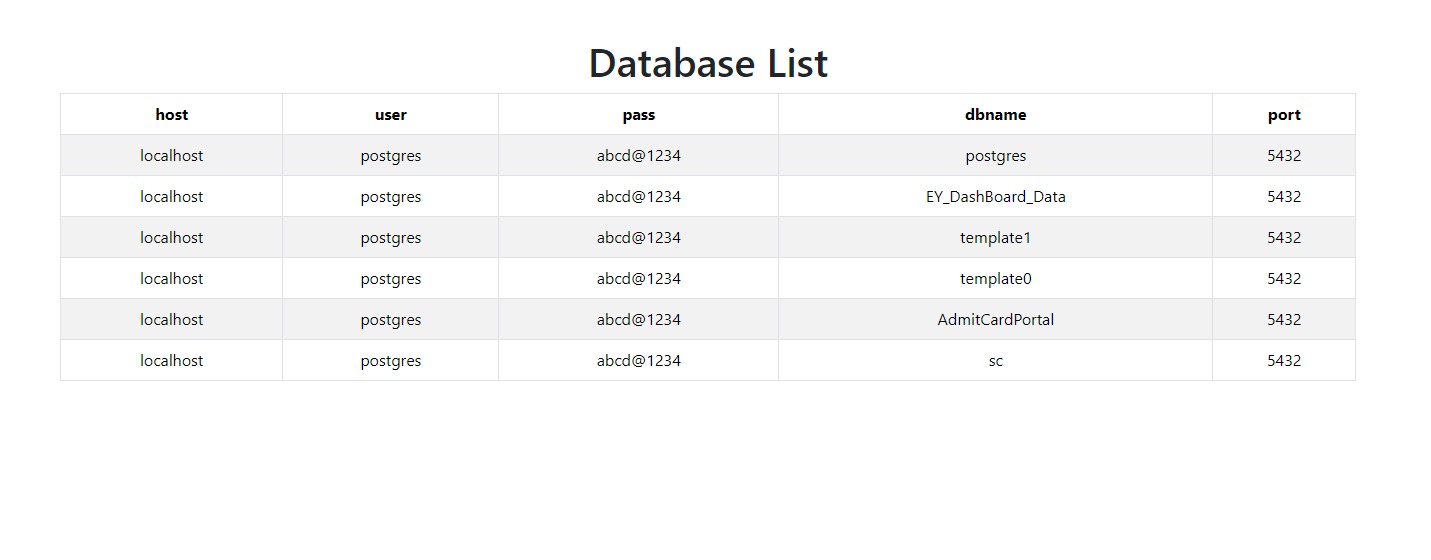 Database List
host user pass dbname port
localhost postgres abcd@1234 postgres 5432
localhost postgres abcd@1234 EY_DashBoard_Data 5432
localhost postgres abcd@1234 template1 5432
localhost postgres abcd@1234 template0 5432
localhost postgres abcd@1234 AdmitCardPortal 5432
localhost postgres abcd@1234 sc 5432